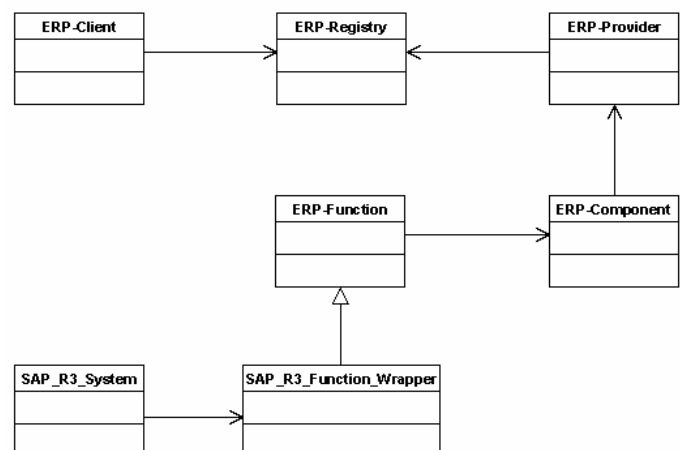 ERP-Client
ERP-Registry
ERP-Provider
ERP-Function
ERP-Component
SAP_R3_System
SAP_R3_Function_Wrapper